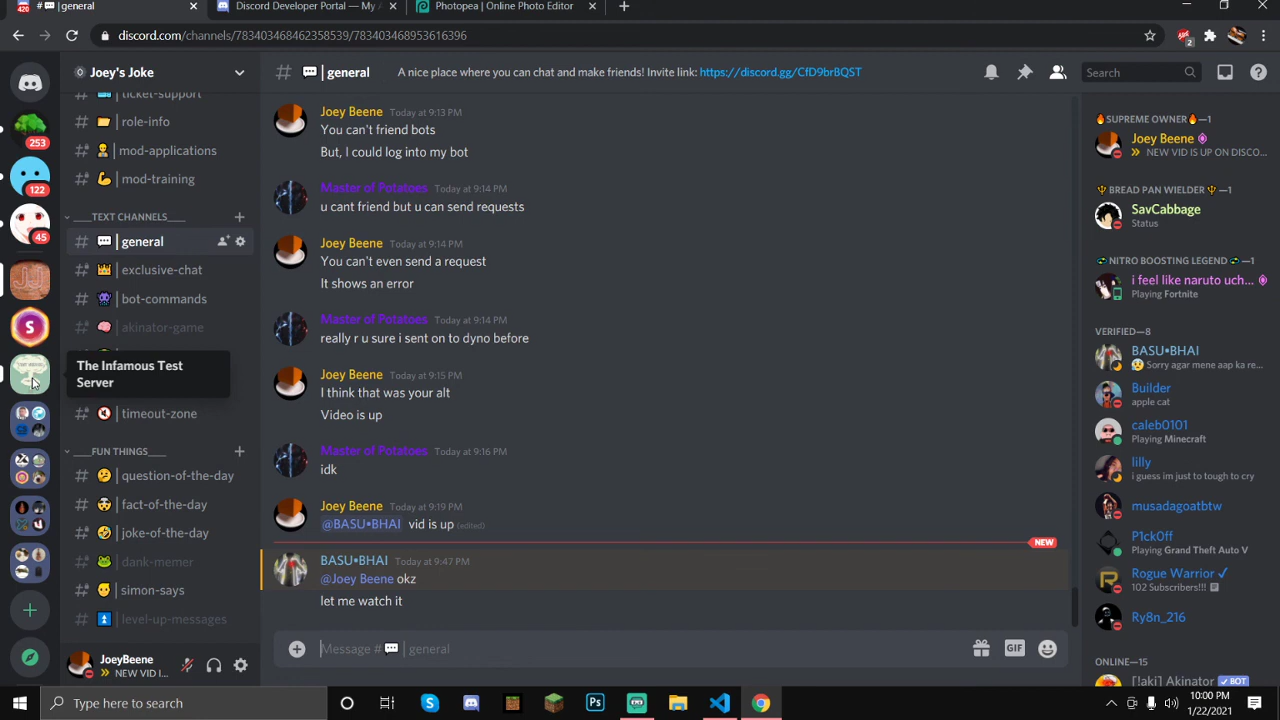 # 💬 | general
Discord Developer Portal — My A
Photopea | Online Photo Editor
discord.com/channels/783403468462358539/783403468953616396
2
Joey's Joke
# 💬 | general
A nice place where you can chat and make friends! Invite link: https://discord.gg/CfD9brBQST
Search
253
122
45
JJ
S
The Infamous Test
Server
ticket-support
| role-info
| mod-applications
| mod-training
___TEXT CHANNELS____
| general
| exclusive-chat
| bot-commands
| akinator-game
| timeout-zone
___FUN THINGS____
| question-of-the-day
| fact-of-the-day
| joke-of-the-day
| dank-memer
| simon-says
| level-up-messages
JoeyBeene
NEW VID I...
Joey Beene Today at 9:13 PM
You can't friend bots
But, I could log into my bot
Master of Potatoes Today at 9:14 PM
u cant friend but u can send requests
Joey Beene Today at 9:14 PM
You can't even send a request
It shows an error
Master of Potatoes Today at 9:14 PM
really r u sure i sent on to dyno before
Joey Beene Today at 9:15 PM
I think that was your alt
Video is up
Master of Potatoes Today at 9:16 PM
idk
Joey Beene Today at 9:19 PM
@BASU•BHAI vid is up (edited)
NEW
BASU•BHAI Today at 9:47 PM
@Joey Beene okz
let me watch it
Message #💬 | general
GIF
🔥SUPREME OWNER🔥—1
Joey Beene
NEW VID IS UP ON DISCO...
🔱 BREAD PAN WIELDER 🔱—1
SavCabbage
Status
NITRO BOOSTING LEGEND —1
i feel like naruto uch...
Playing Fortnite
VERIFIED—8
BASU•BHAI
😰 Sorry agar mene aap ka re...
Builder
apple cat
caleb0101
Playing Minecraft
lilly
i guess im just to tough to cry
musadagoatbtw
P1ck0ff
Playing Grand Theft Auto V
Rogue Warrior ✓
102 Subscribers!!!
Ry8n_216
ONLINE—15
[!aki] Akinator ✓ BOT
Type here to search
Ps
10:00 PM
1/22/2021